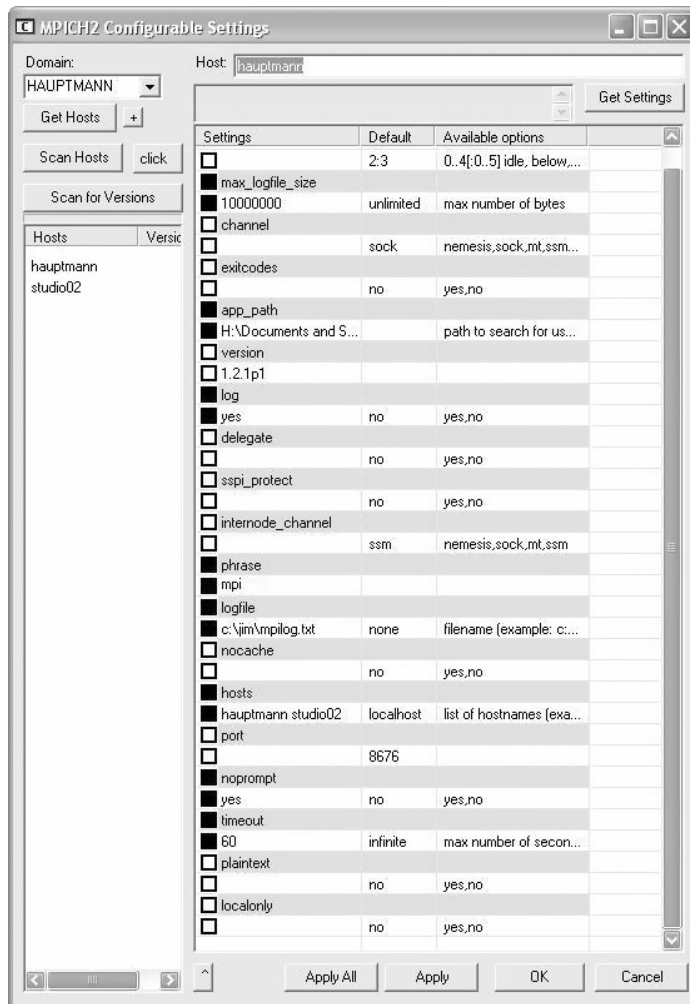 MPICH2 Configurable Settings
Domain:
HAUPTMANN
Get Hosts +
Scan Hosts click
Scan for Versions
Hosts Versic
hauptmann
studio02
Host: hauptmann
Get Settings
Settings Default Available options
2:3 0..4[:0..5] idle, below,...
max_logfile_size
10000000 unlimited max number of bytes
channel
sock nemesis,sock,mt,ssm...
exitcodes
no yes,no
app_path
H:\Documents and S... path to search for us...
version
1.2.1p1
log
yes no yes,no
delegate
no yes,no
sspi_protect
no yes,no
internode_channel
ssm nemesis,sock,mt,ssm
phrase
mpi
logfile
c:\jim\mpilog.txt none filename (example: c:...
nocache
no yes,no
hosts
hauptmann studio02 localhost list of hostnames (exa...
port
8676
noprompt
yes no yes,no
timeout
60 infinite max number of secon...
plaintext
no yes,no
localonly
no yes,no
^ Apply All Apply OK Cancel